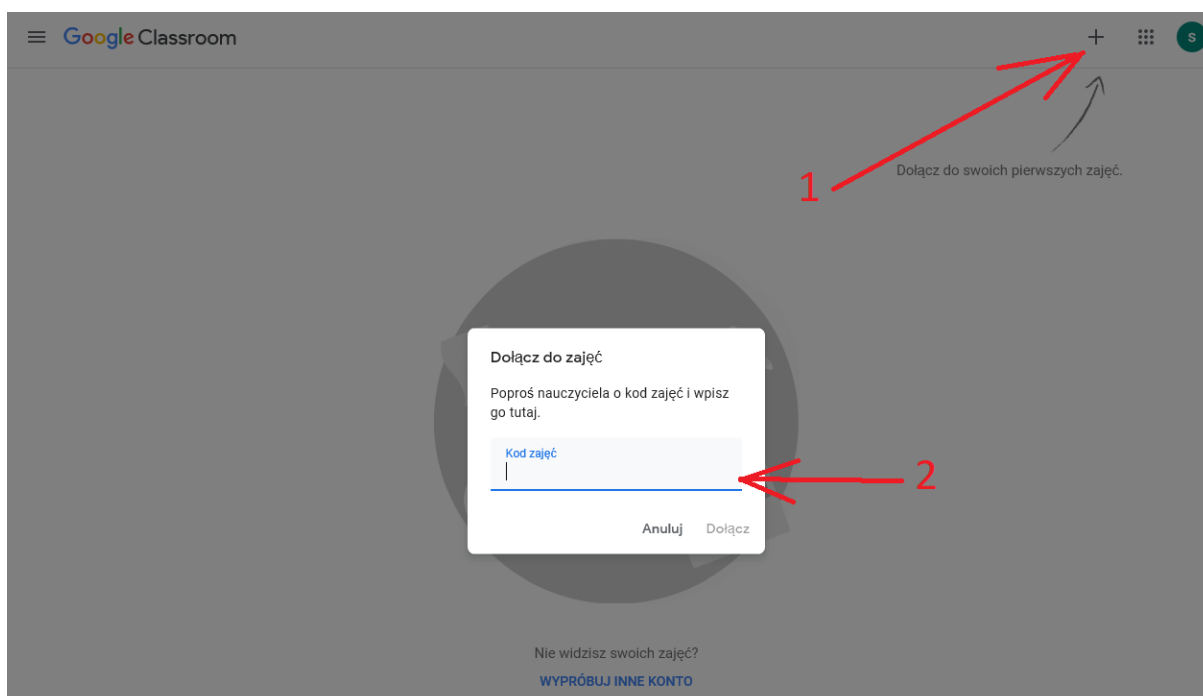 Google Classroom
S
1
Dołącz do swoich pierwszych zajęć.
Dołącz do zajęć
Poproś nauczyciela o kod zajęć i wpisz
go tutaj.
Kod zajęć
2
Anuluj Dołącz
Nie widzisz swoich zajęć?
WYPRÓBUJ INNE KONTO